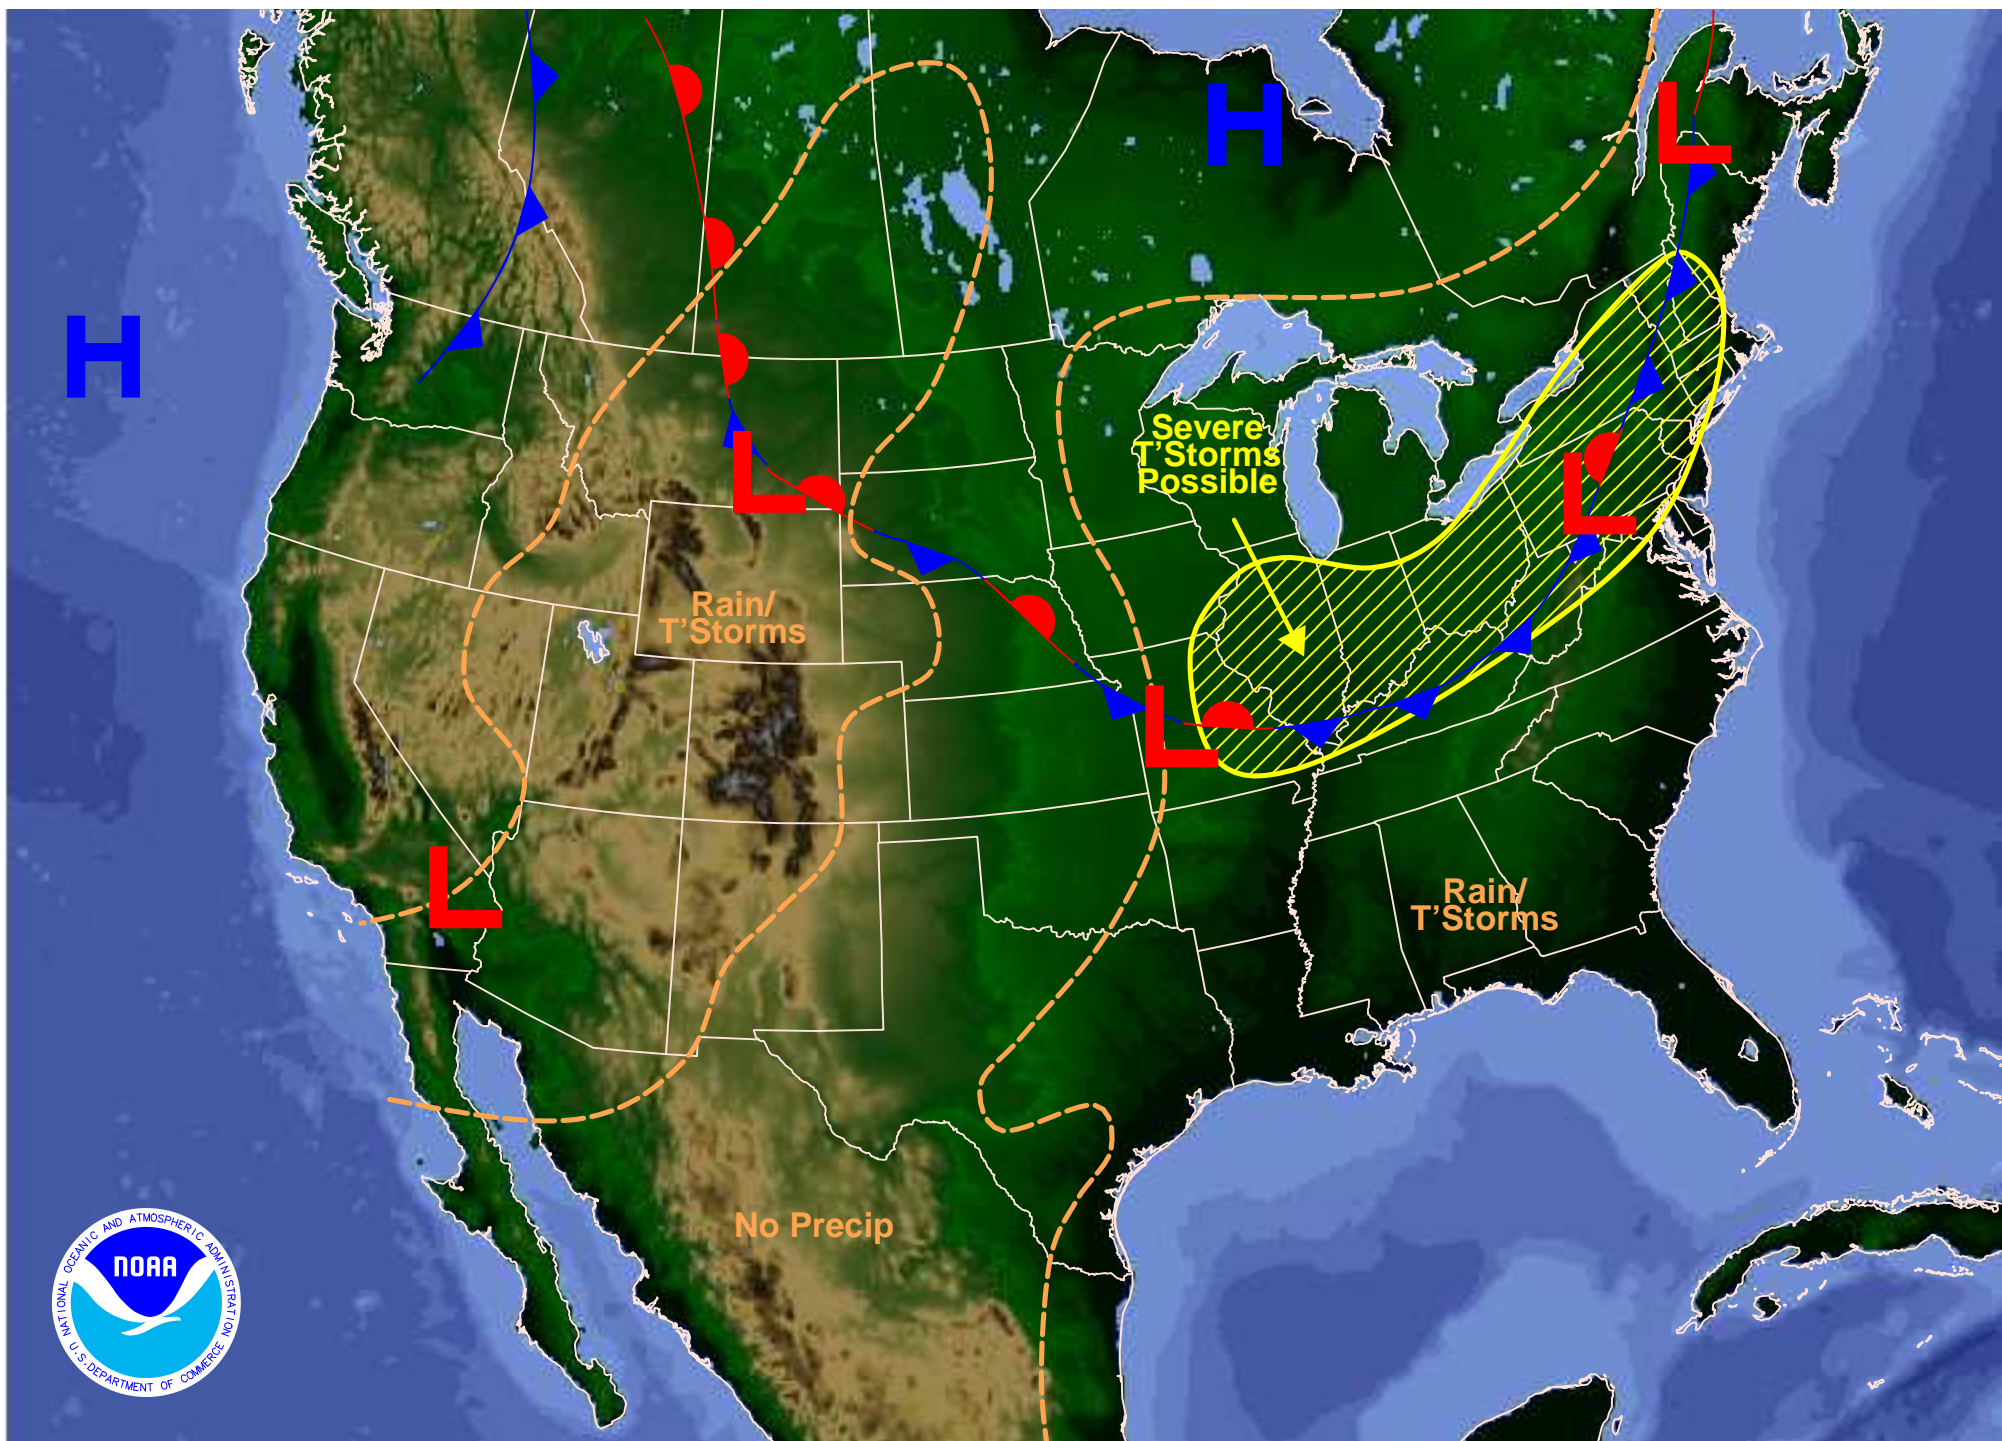 H
L
H
Severe
T'Storms
Possible
L
L
Rain/
T'Storms
L
L
Rain/
T'Storms
No Precip
NATIONAL OCEANIC AND ATMOSPHERIC ADMINISTRATION
NOAA
U.S. DEPARTMENT OF COMMERCE